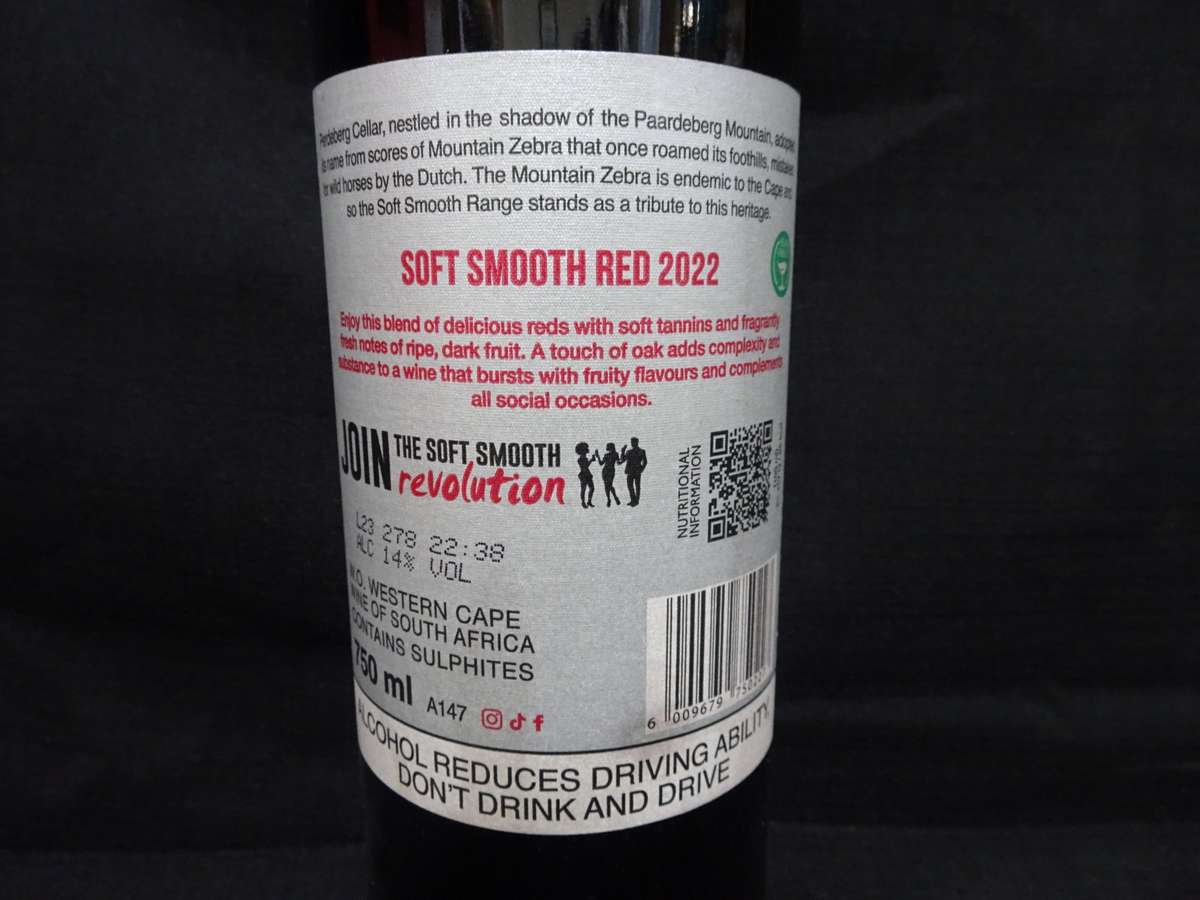 Perdeberg Cellar, nestled in the shadow of the Paardeberg Mountain, adopted
its name from scores of Mountain Zebra that once roamed its foothills, mistaken
for wild horses by the Dutch. The Mountain Zebra is endemic to the Cape and
so the Soft Smooth Range stands as a tribute to this heritage.
SOFT SMOOTH RED 2022
Enjoy this blend of delicious reds with soft tannins and fragrantly
fresh notes of ripe, dark fruit. A touch of oak adds complexity and
substance to a wine that bursts with fruity flavours and complements
all social occasions.
JOIN THE SOFT SMOOTH
revolution
NUTRITIONAL
INFORMATION
L23 278 22:38
ALC 14% VOL
W.O. WESTERN CAPE
WINE OF SOUTH AFRICA
CONTAINS SULPHITES
750 ml
A147
6 009679
ALCOHOL REDUCES DRIVING ABILITY,
DON'T DRINK AND DRIVE